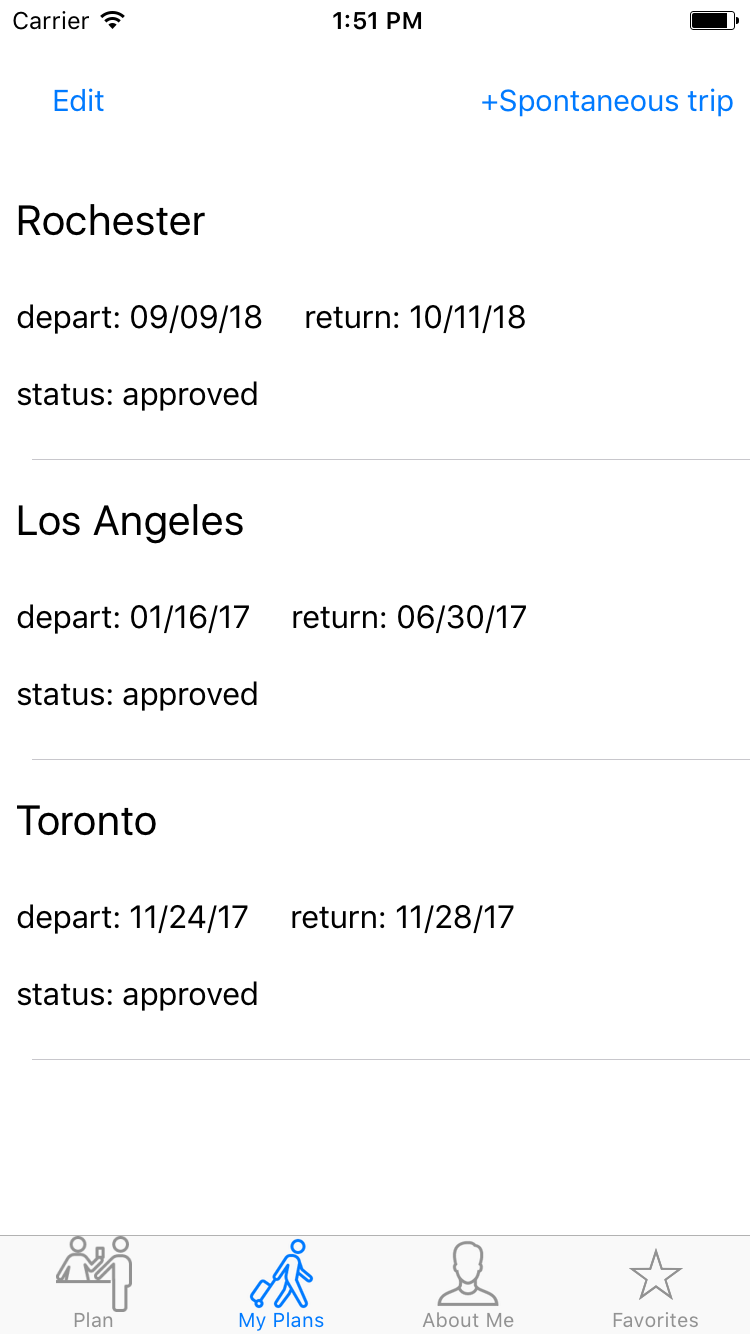 Carrier 1:51 PM
Edit +Spontaneous trip
Rochester
depart: 09/09/18 return: 10/11/18
status: approved
Los Angeles
depart: 01/16/17 return: 06/30/17
status: approved
Toronto
depart: 11/24/17 return: 11/28/17
status: approved
Plan My Plans About Me Favorites